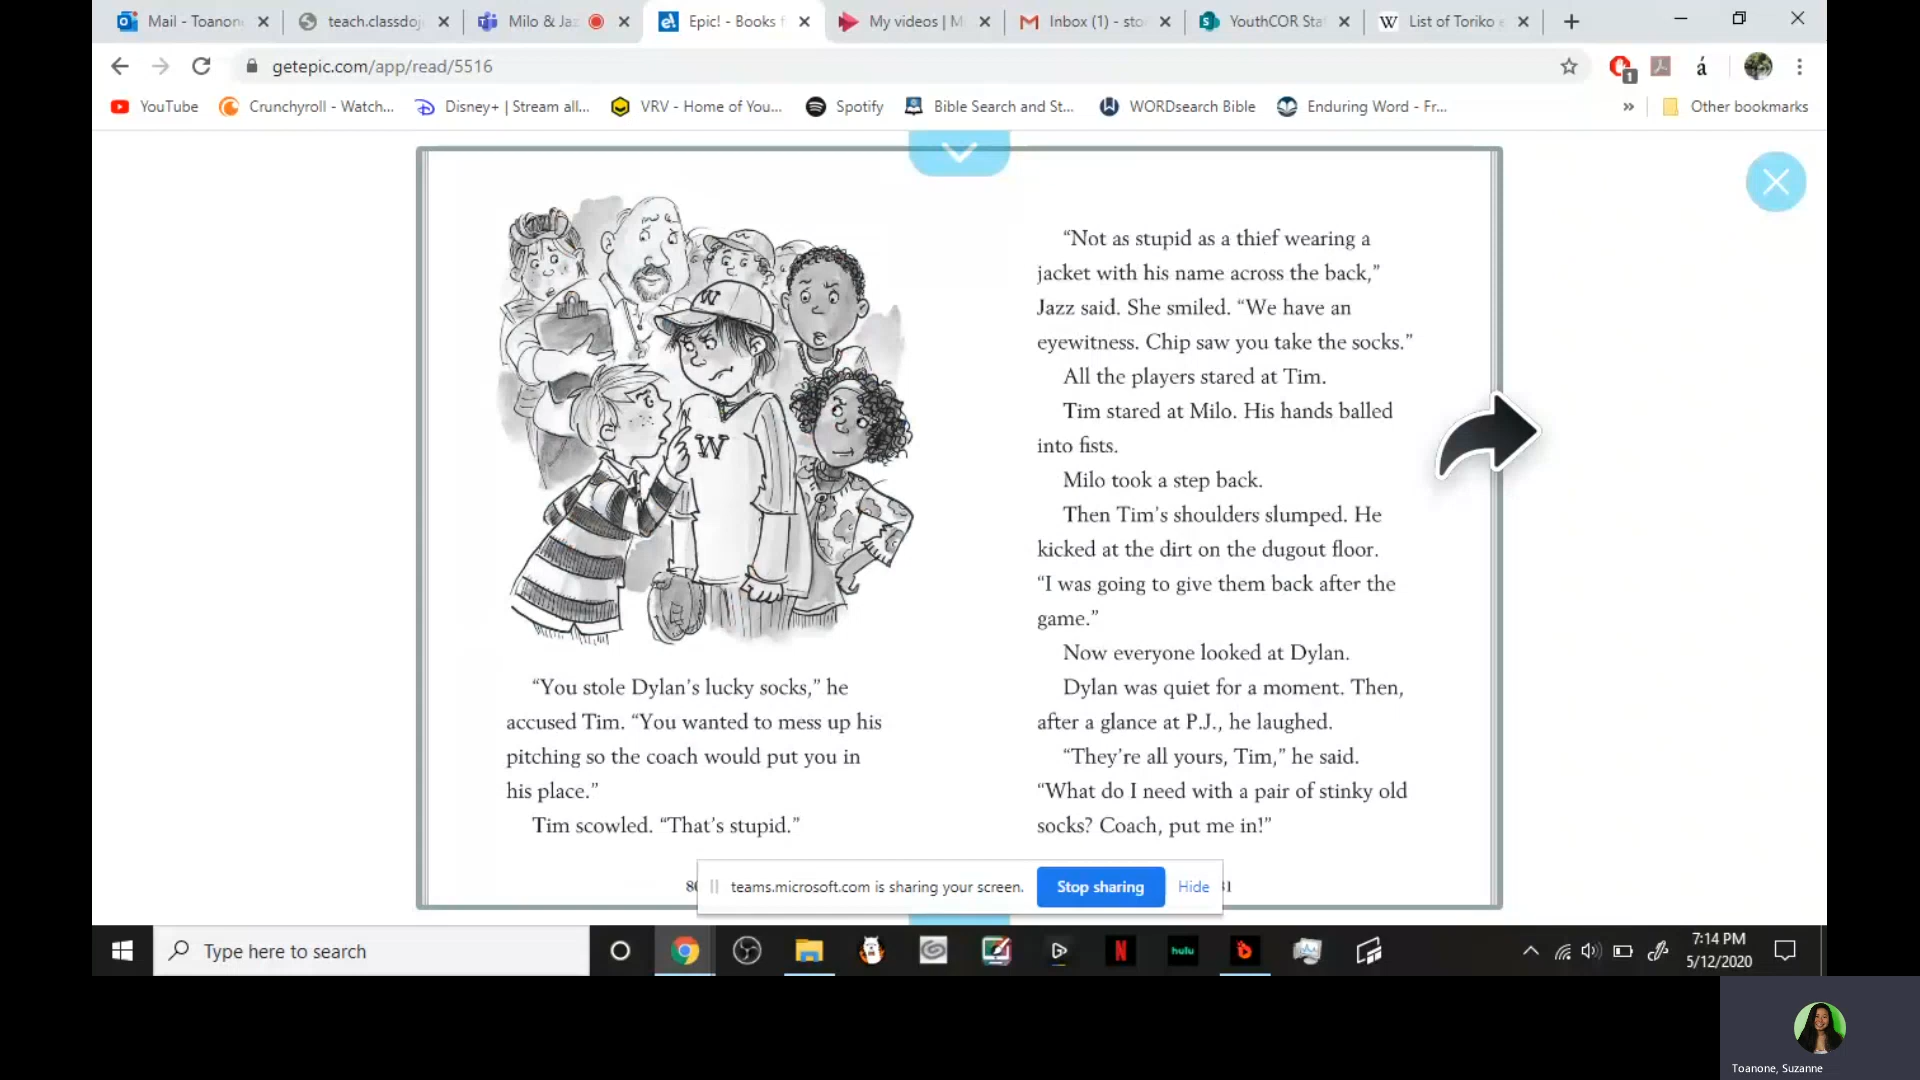 Mail - Toanone
teach.classdojo
Milo & Jaz
Epic! - Books f
My videos | M
Inbox (1) - sto
YouthCOR Sta
List of Toriko e
getepic.com/app/read/5516
1
á
YouTube
Crunchyroll - Watch...
Disney+ | Stream all...
VRV - Home of You...
Spotify
Bible Search and St...
WORDsearch Bible
Enduring Word - Fr...
»
Other bookmarks
W
W
“You stole Dylan’s lucky socks,” he
accused Tim. “You wanted to mess up his
pitching so the coach would put you in
his place.”
Tim scowled. “That’s stupid.”
“Not as stupid as a thief wearing a
jacket with his name across the back,”
Jazz said. She smiled. “We have an
eyewitness. Chip saw you take the socks.”
All the players stared at Tim.
Tim stared at Milo. His hands balled
into fists.
Milo took a step back.
Then Tim’s shoulders slumped. He
kicked at the dirt on the dugout floor.
“I was going to give them back after the
game.”
Now everyone looked at Dylan.
Dylan was quiet for a moment. Then,
after a glance at P.J., he laughed.
“They’re all yours, Tim,” he said.
“What do I need with a pair of stinky old
socks? Coach, put me in!”
teams.microsoft.com is sharing your screen.
Stop sharing
Hide
Type here to search
N
hulu
7:14 PM
5/12/2020
Toanone, Suzanne